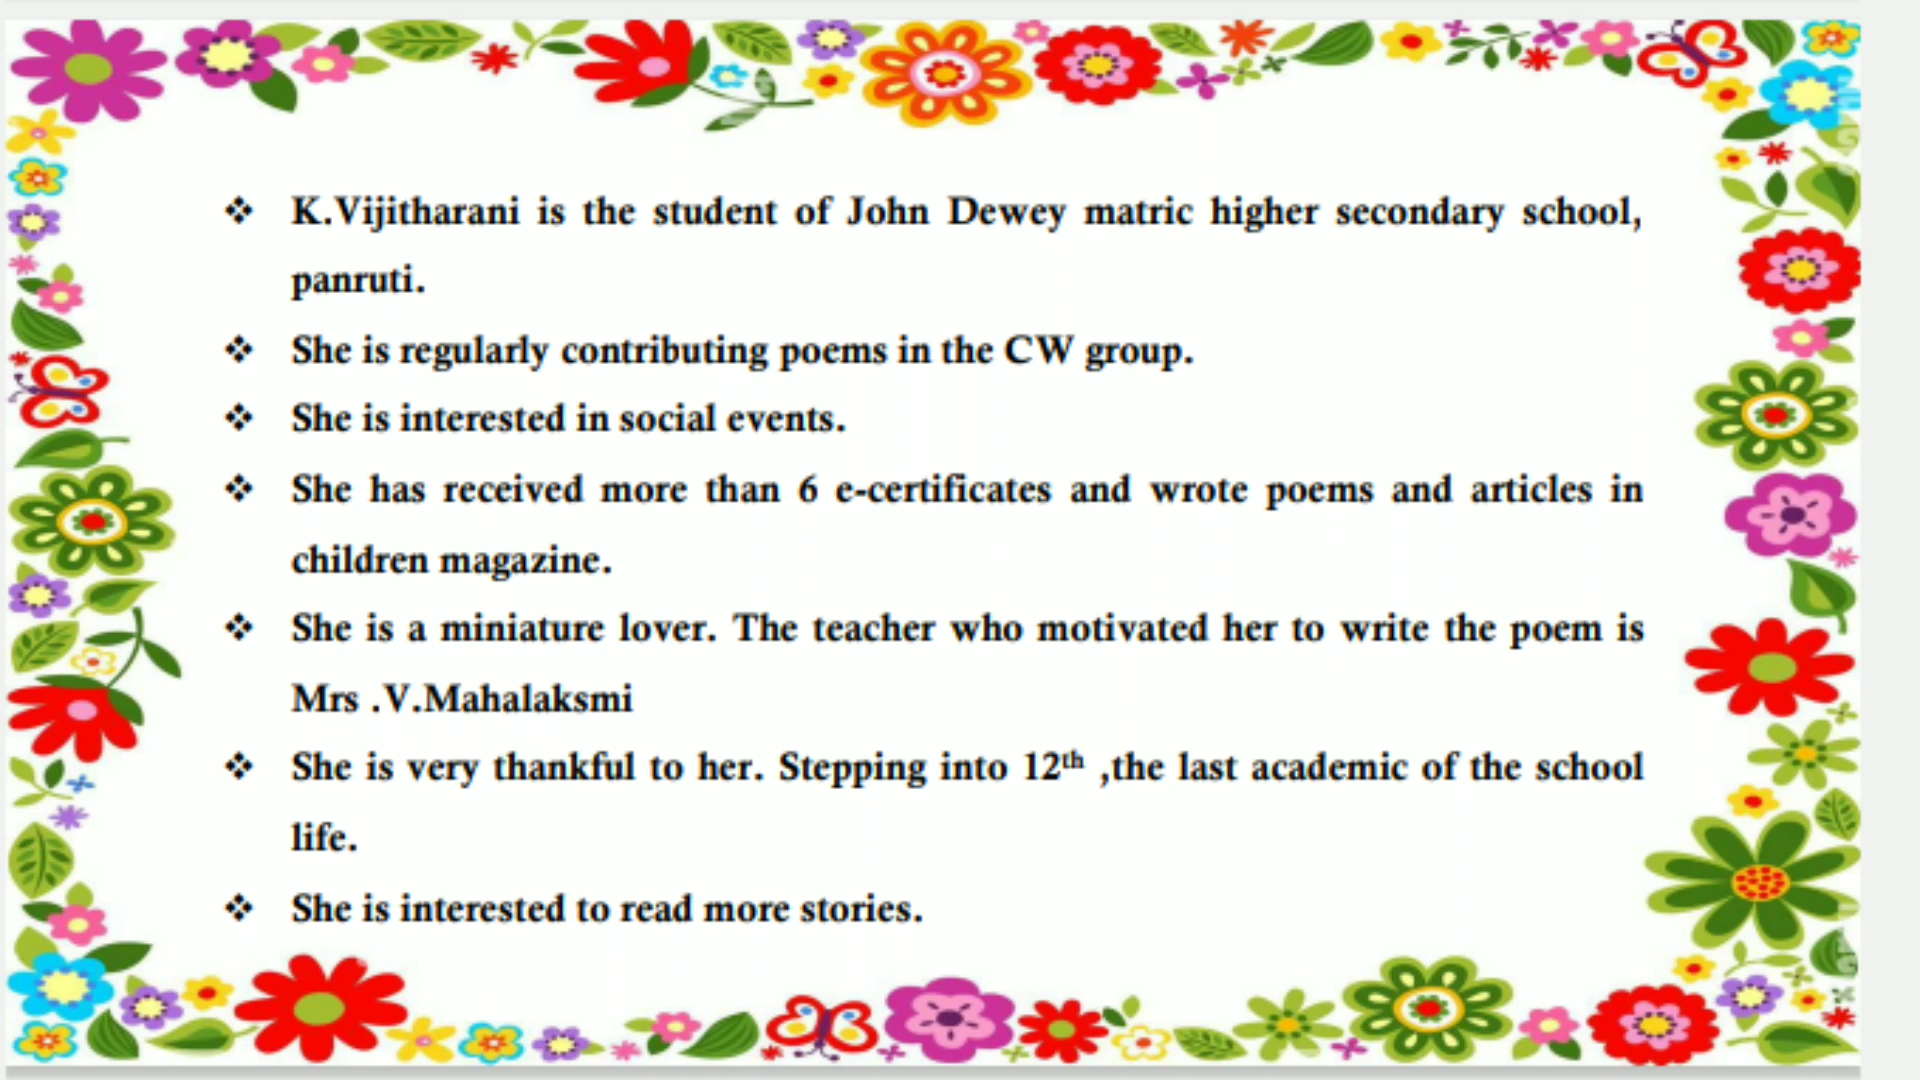 ❖ K.Vijitharani is the student of John Dewey matric higher secondary school,
panruti.
❖ She is regularly contributing poems in the CW group.
❖ She is interested in social events.
❖ She has received more than 6 e-certificates and wrote poems and articles in
children magazine.
❖ She is a miniature lover. The teacher who motivated her to write the poem is
Mrs .V.Mahalaksmi
❖ She is very thankful to her. Stepping into 12th ,the last academic of the school
life.
❖ She is interested to read more stories.